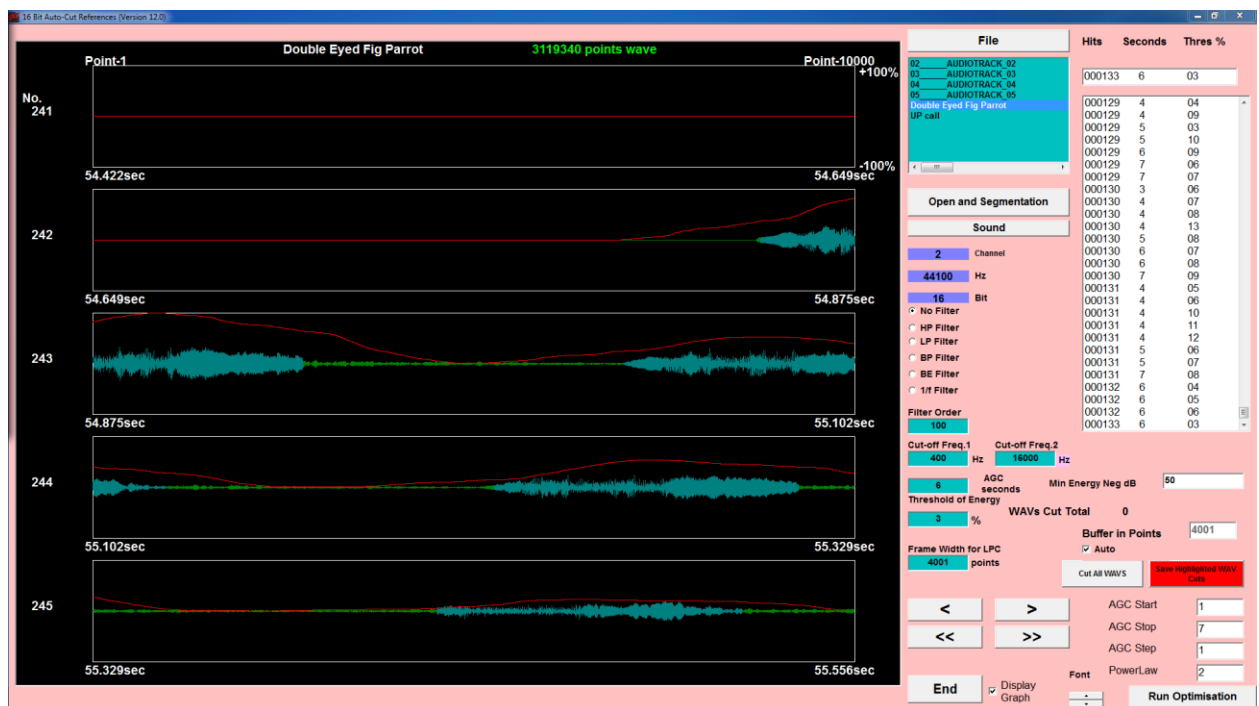 16 Bit Auto-Cut References (Version 12.0)
Double Eyed Fig Parrot 3119340 points wave
Point-1 Point-10000
+100%
No.
241
-100%
54.422sec 54.649sec
242
54.649sec 54.875sec
243
54.875sec 55.102sec
244
55.102sec 55.329sec
245
55.329sec 55.556sec
File
02_____AUDIOTRACK_02
03_____AUDIOTRACK_03
04_____AUDIOTRACK_04
05_____AUDIOTRACK_05
Double Eyed Fig Parrot
UP call
Open and Segmentation
Sound
2 Channel
44100 Hz
16 Bit
No Filter
HP Filter
LP Filter
BP Filter
BE Filter
1/f Filter
Filter Order
100
Cut-off Freq.1 Cut-off Freq.2
400 Hz 16000 Hz
6 AGC seconds
Min Energy Neg dB 50
Threshold of Energy
3 %
WAVs Cut Total 0
Buffer in Points 4001
Auto
Frame Width for LPC
4001 points
Cut All WAVS
Save Highlighted WAV Cuts
< >
<< >>
AGC Start 1
AGC Stop 7
AGC Step 1
PowerLaw 2
Font
End
Display Graph
Run Optimisation
Hits Seconds Thres %
000133 6 03
000129 4 04
000129 4 09
000129 5 03
000129 5 10
000129 6 09
000129 7 06
000129 7 07
000130 3 06
000130 4 07
000130 4 08
000130 4 13
000130 5 08
000130 6 07
000130 6 08
000130 7 09
000131 4 05
000131 4 06
000131 4 10
000131 4 11
000131 4 12
000131 5 06
000131 5 07
000131 7 08
000132 6 04
000132 6 05
000132 6 06
000133 6 03